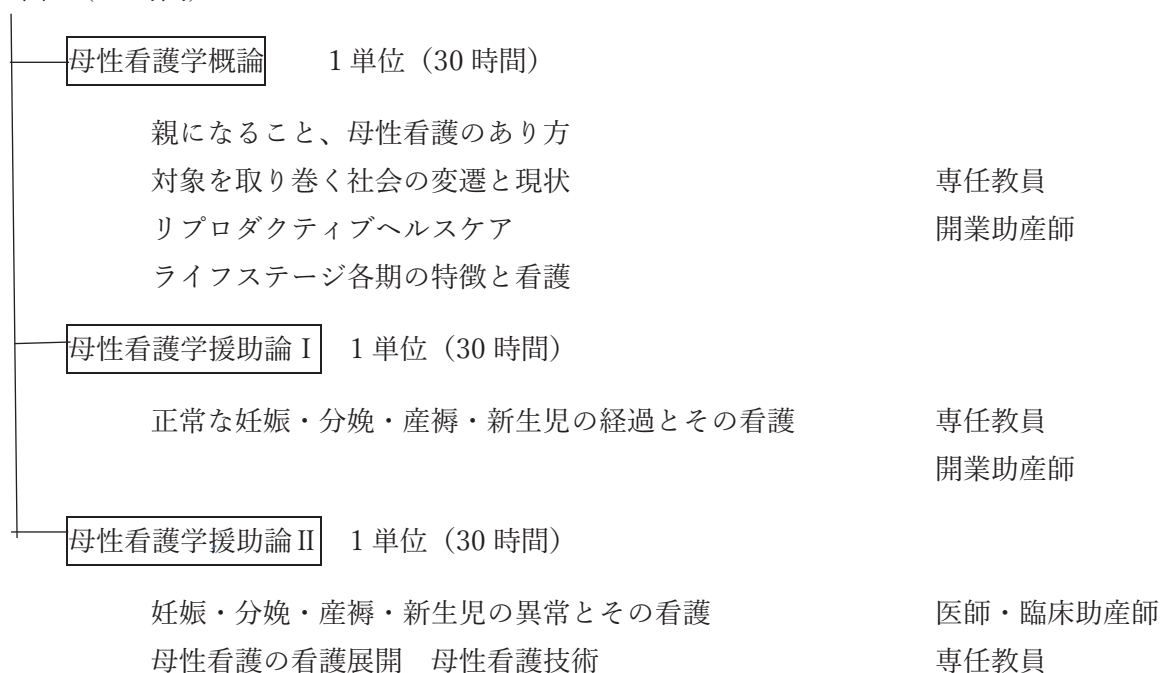 母性看護学概論 1単位（30時間）
親になること、母性看護のあり方
対象を取り巻く社会の変遷と現状 専任教員
リプロダクティブヘルスケア 開業助産師
ライフステージ各期の特徴と看護
母性看護学援助論Ⅰ 1単位（30時間）
正常な妊娠・分娩・産褥・新生児の経過とその看護 専任教員
開業助産師
母性看護学援助論Ⅱ 1単位（30時間）
妊娠・分娩・産褥・新生児の異常とその看護 医師・臨床助産師
母性看護の看護展開　母性看護技術 専任教員